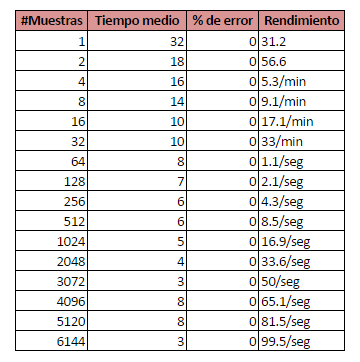 #Muestras Tiempo medio % de error Rendimiento
1 32 0 31.2
2 18 0 56.6
4 16 0 5.3/min
8 14 0 9.1/min
16 10 0 17.1/min
32 10 0 33/min
64 8 0 1.1/seg
128 7 0 2.1/seg
256 6 0 4.3/seg
512 6 0 8.5/seg
1024 5 0 16.9/seg
2048 4 0 33.6/seg
3072 3 0 50/seg
4096 8 0 65.1/seg
5120 8 0 81.5/seg
6144 3 0 99.5/seg